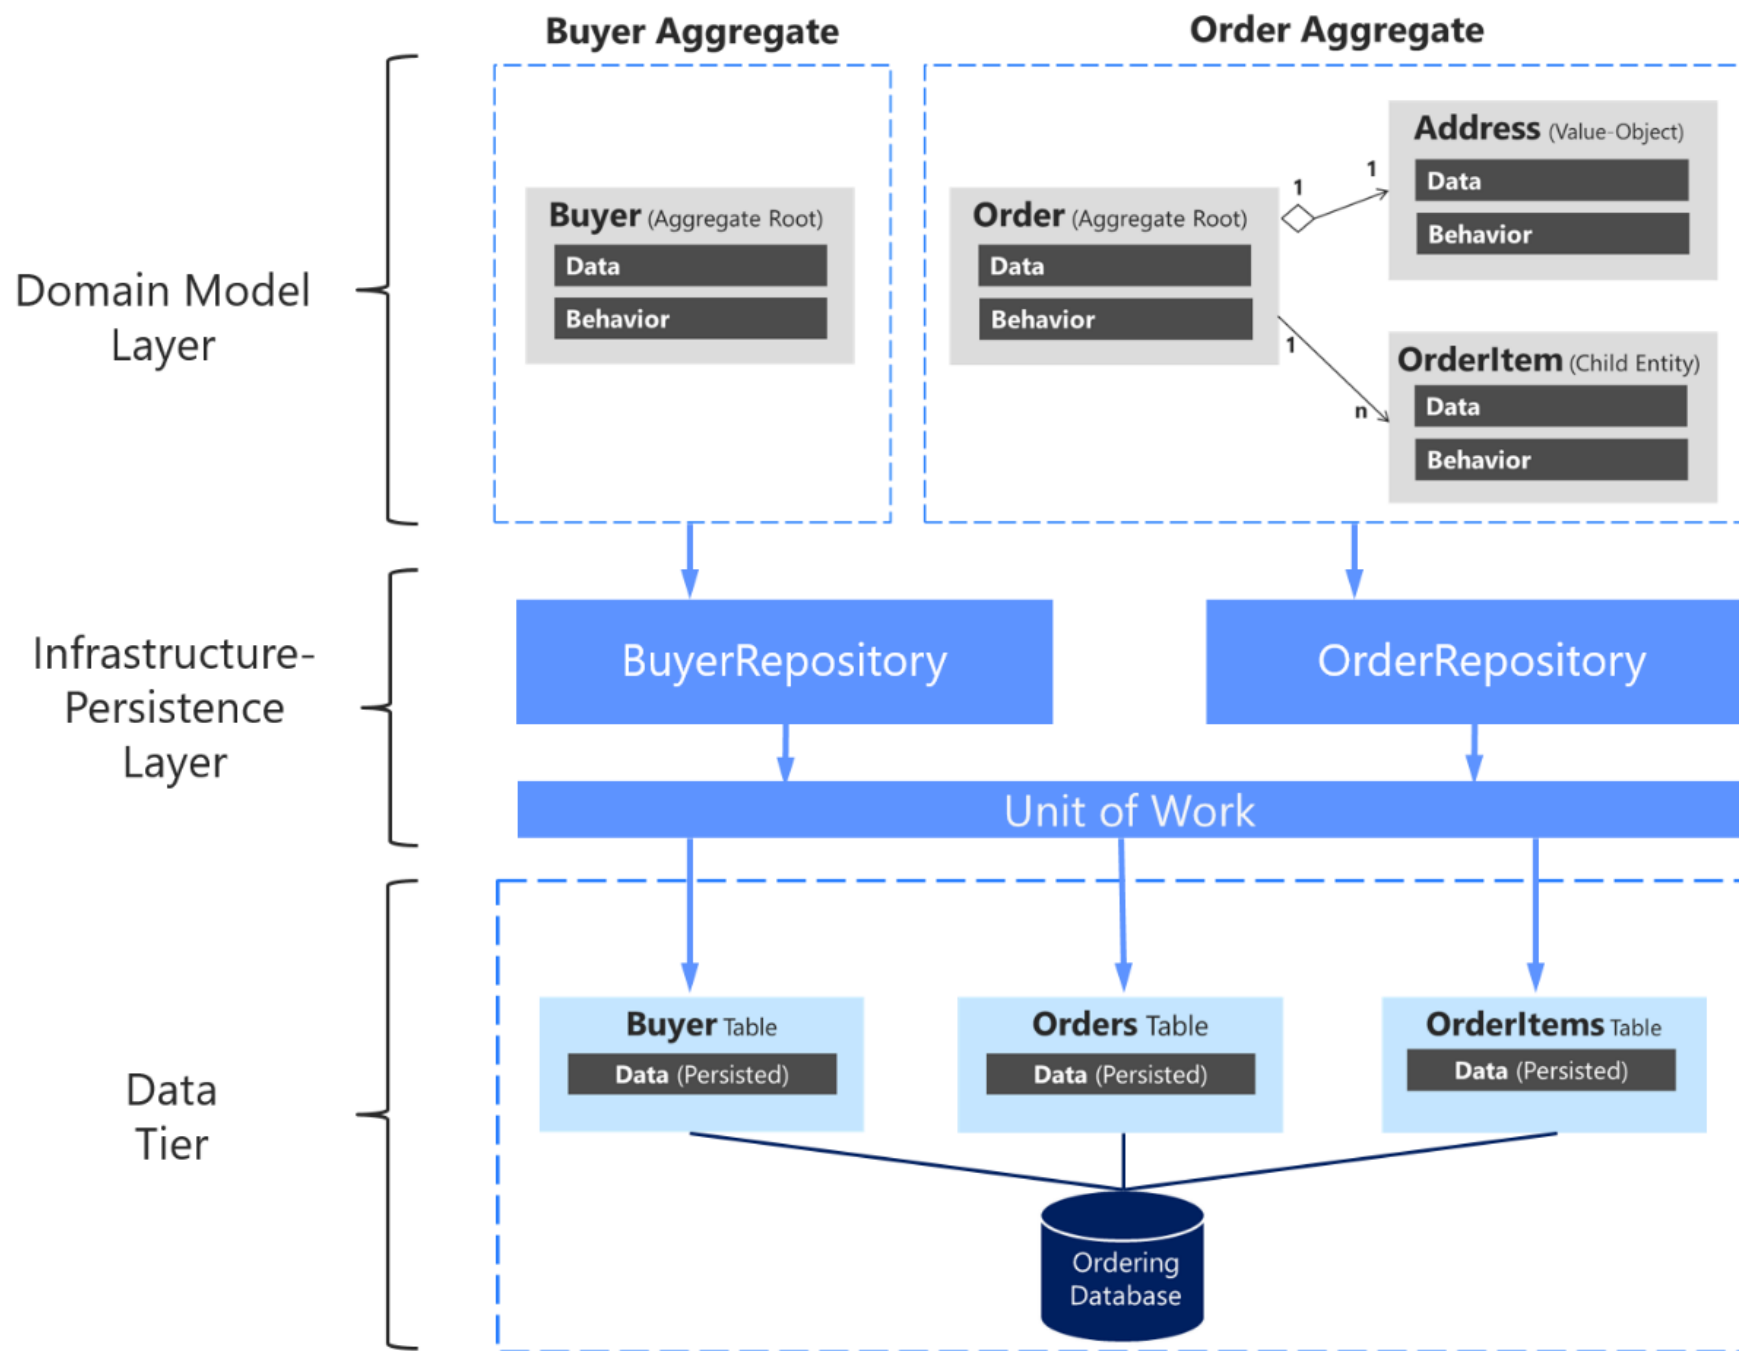 Buyer Aggregate
Order Aggregate
Domain Model
Layer
Buyer (Aggregate Root)
Data
Behavior
Order (Aggregate Root)
Data
Behavior
1
1
1
n
Address (Value-Object)
Data
Behavior
OrderItem (Child Entity)
Data
Behavior
Infrastructure-
Persistence
Layer
BuyerRepository
OrderRepository
Unit of Work
Data
Tier
Buyer Table
Data (Persisted)
Orders Table
Data (Persisted)
OrderItems Table
Data (Persisted)
Ordering
Database